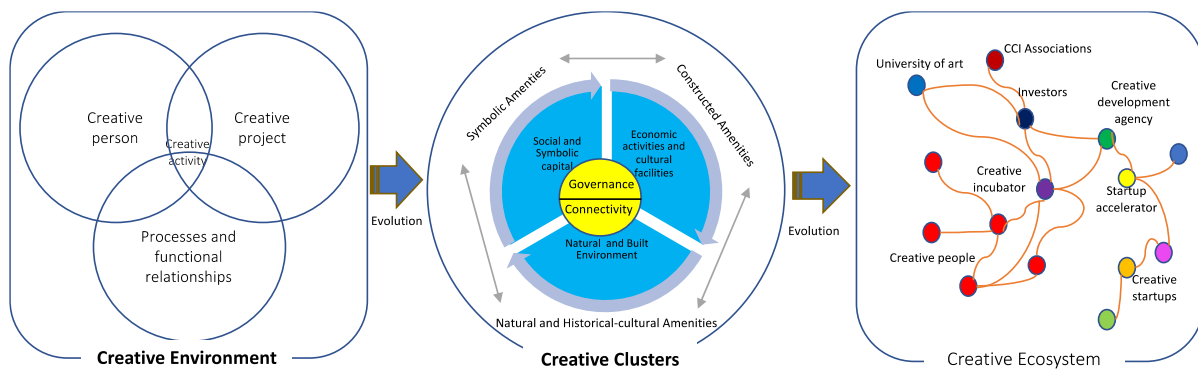 Creative
person
Creative
project
Creative
activity
Processes and
functional
relationships
Creative Environment
Evolution
Symbolic Amenties
Constructed Amenities
Social and
Symbolic
capital
Economic
activities and
cultural
facilities
Governance
Connectivity
Natural and Built
Environment
Natural and Historical-cultural Amenities
Creative Clusters
Evolution
CCI Associations
University of art
Investors
Creative
development
agency
Creative
incubator
Startup
accelerator
Creative people
Creative
startups
Creative Ecosystem